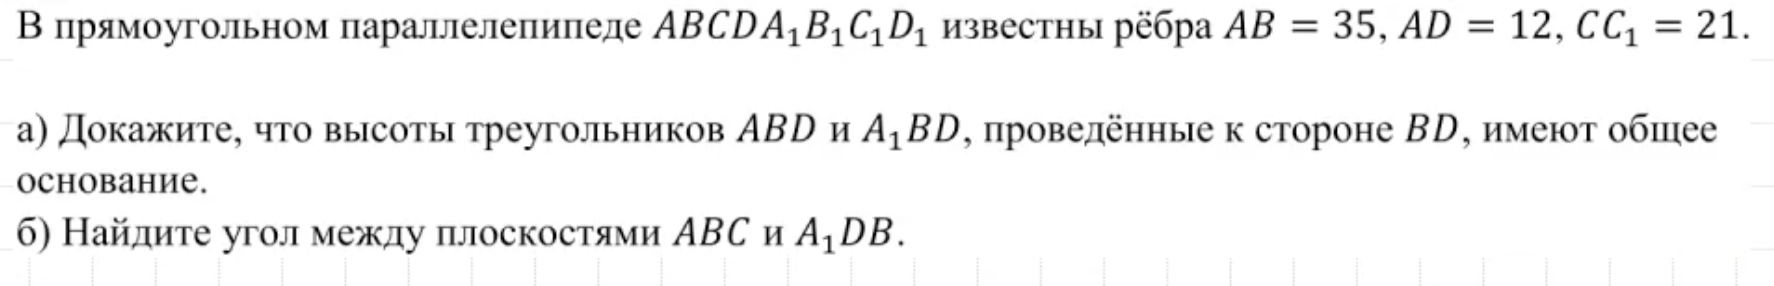 В прямоугольном параллелепипеде ABCDA₁B₁C₁D₁ известны рёбра AB = 35, AD = 12, CC₁ = 21.
а) Докажите, что высоты треугольников ABD и A₁BD, проведённые к стороне BD, имеют общее
основание.
б) Найдите угол между плоскостями ABC и A₁DB.